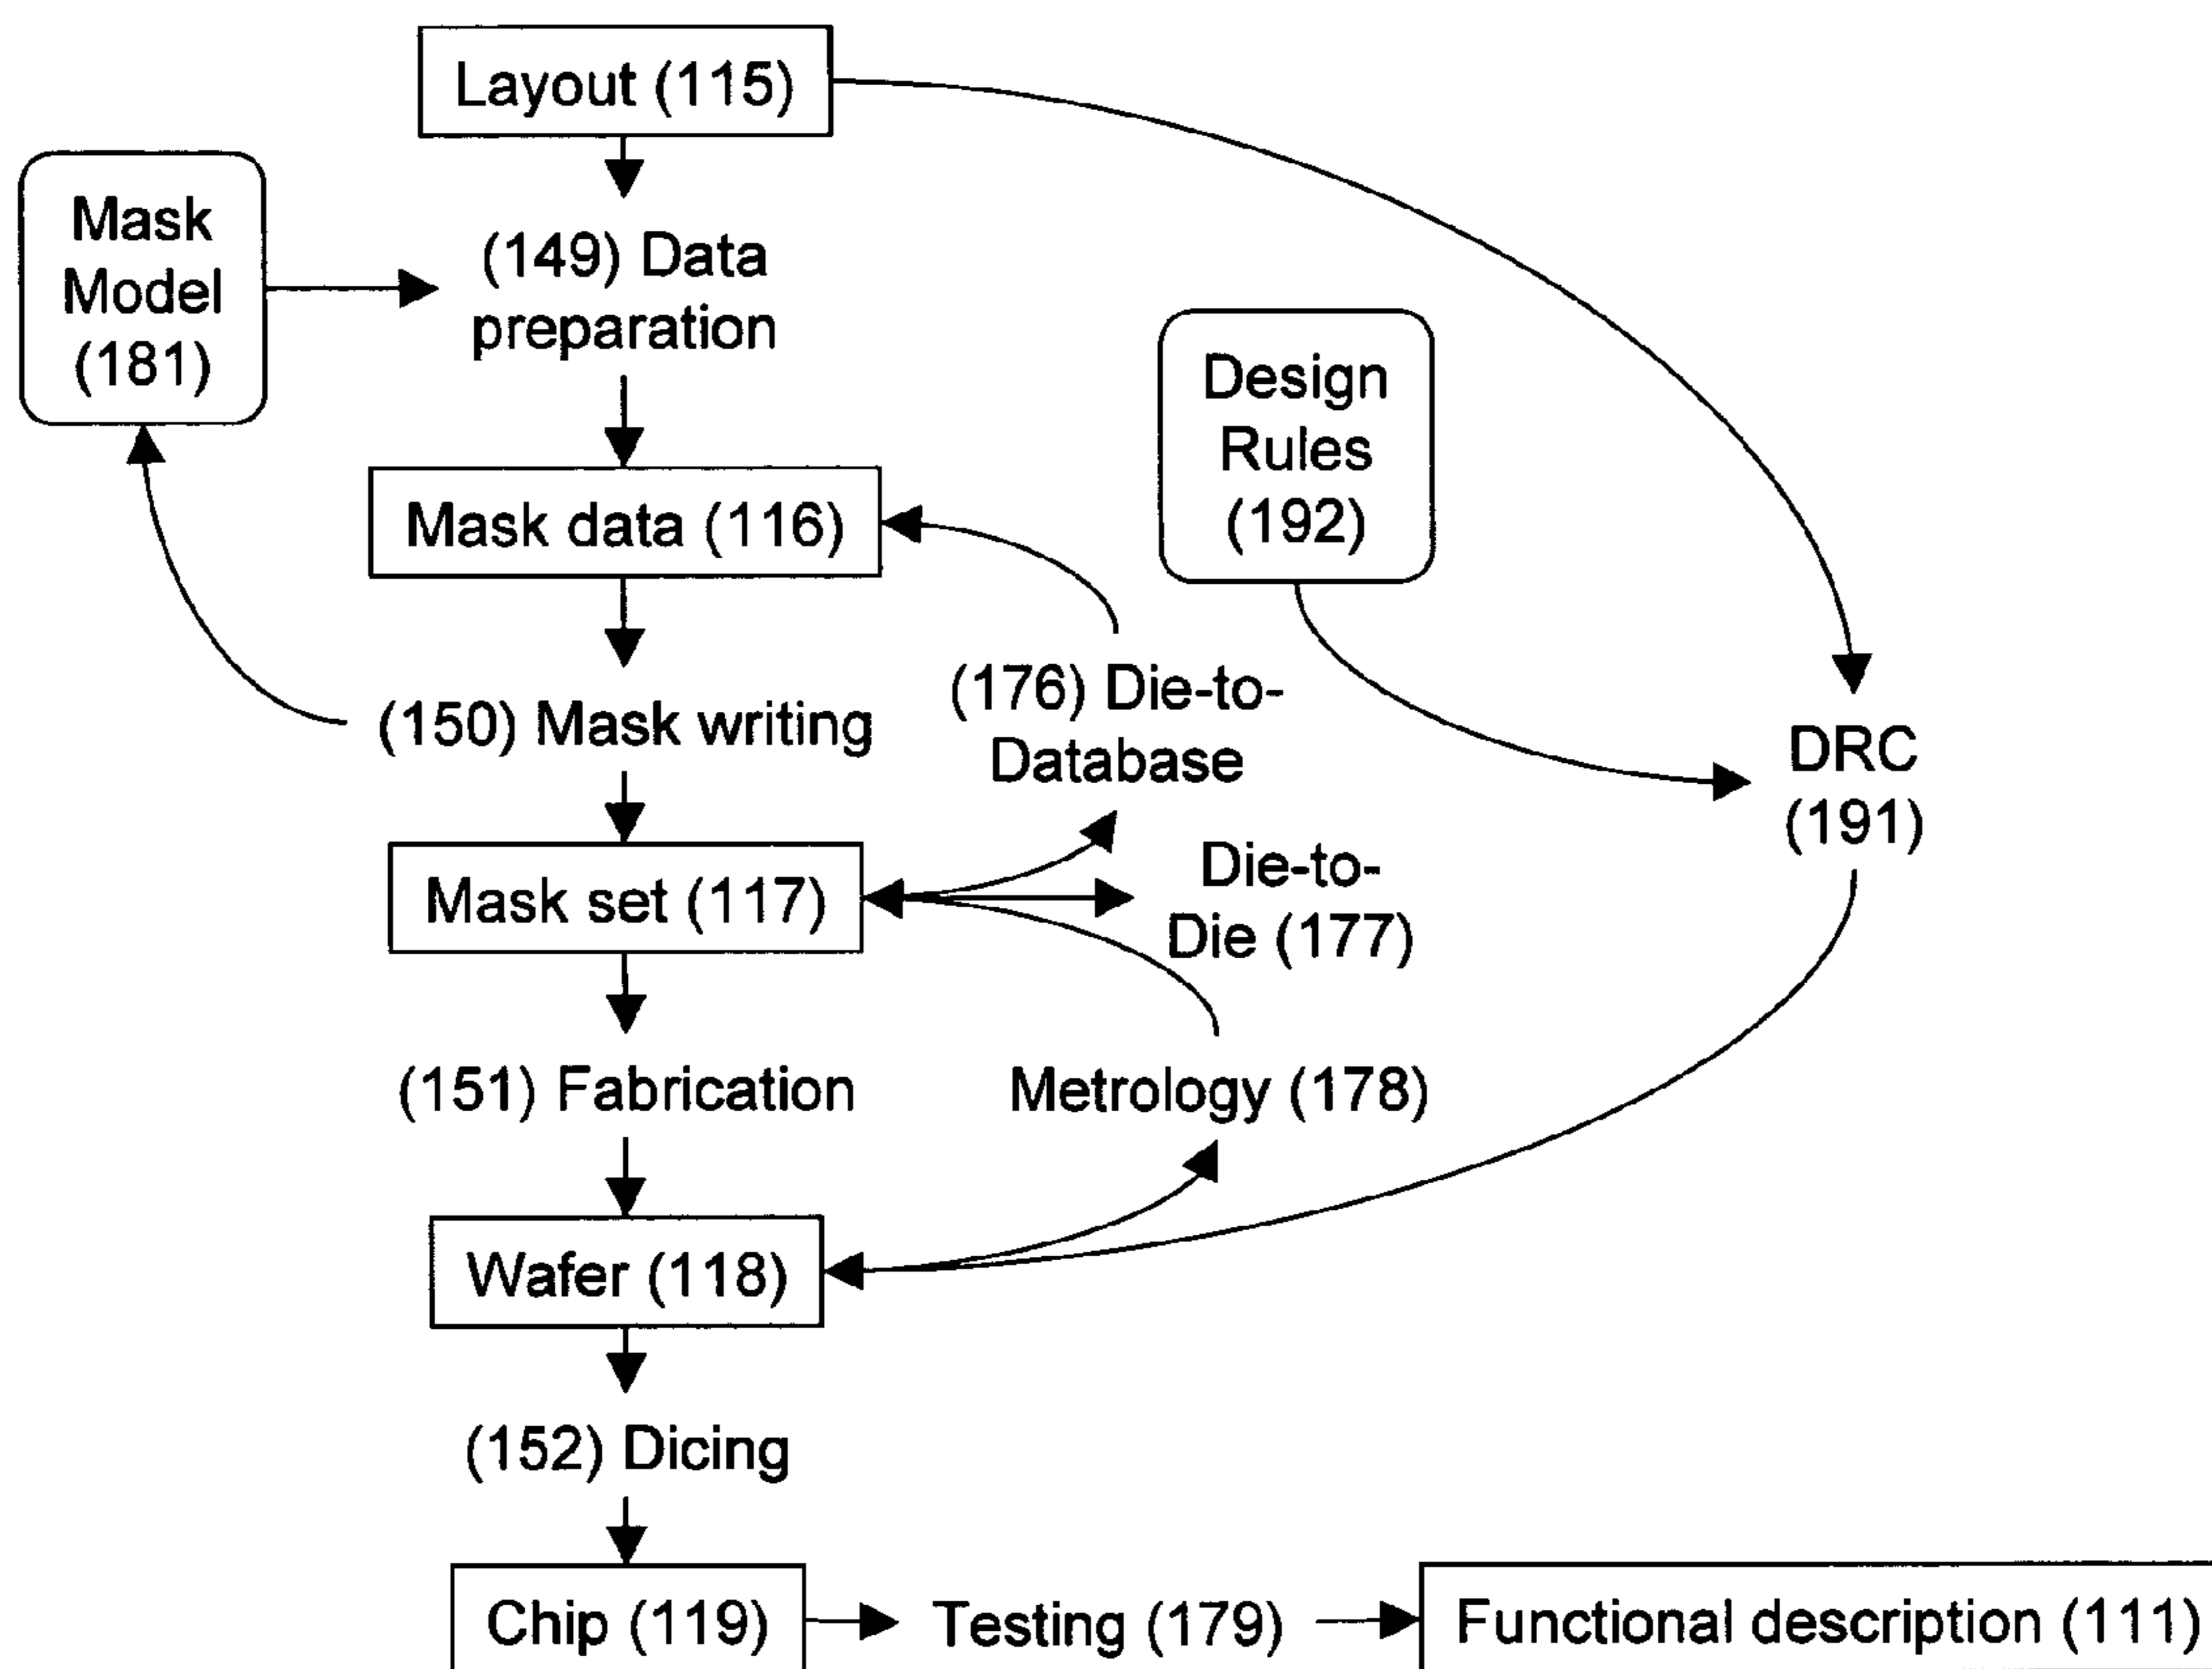 Layout (115)
Mask
Model
(181)
(149) Data
preparation
Design
Rules
(192)
Mask data (116)
(176) Die-to-
Database
(150) Mask writing
DRC
(191)
Die-to-
Die (177)
Mask set (117)
(151) Fabrication
Metrology (178)
Wafer (118)
(152) Dicing
Chip (119)
Testing (179)
Functional description (111)